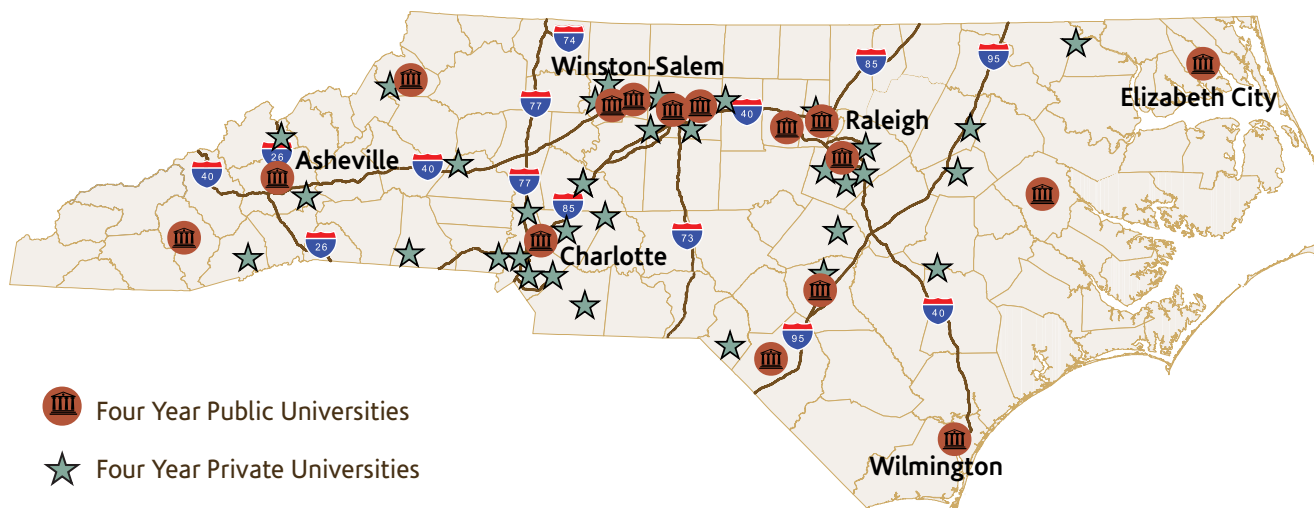 74
85
95
Winston-Salem
77
40
Elizabeth City
Raleigh
26
Asheville
40
40
77
85
73
26
Charlotte
40
95
Four Year Public Universities
Four Year Private Universities
Wilmington